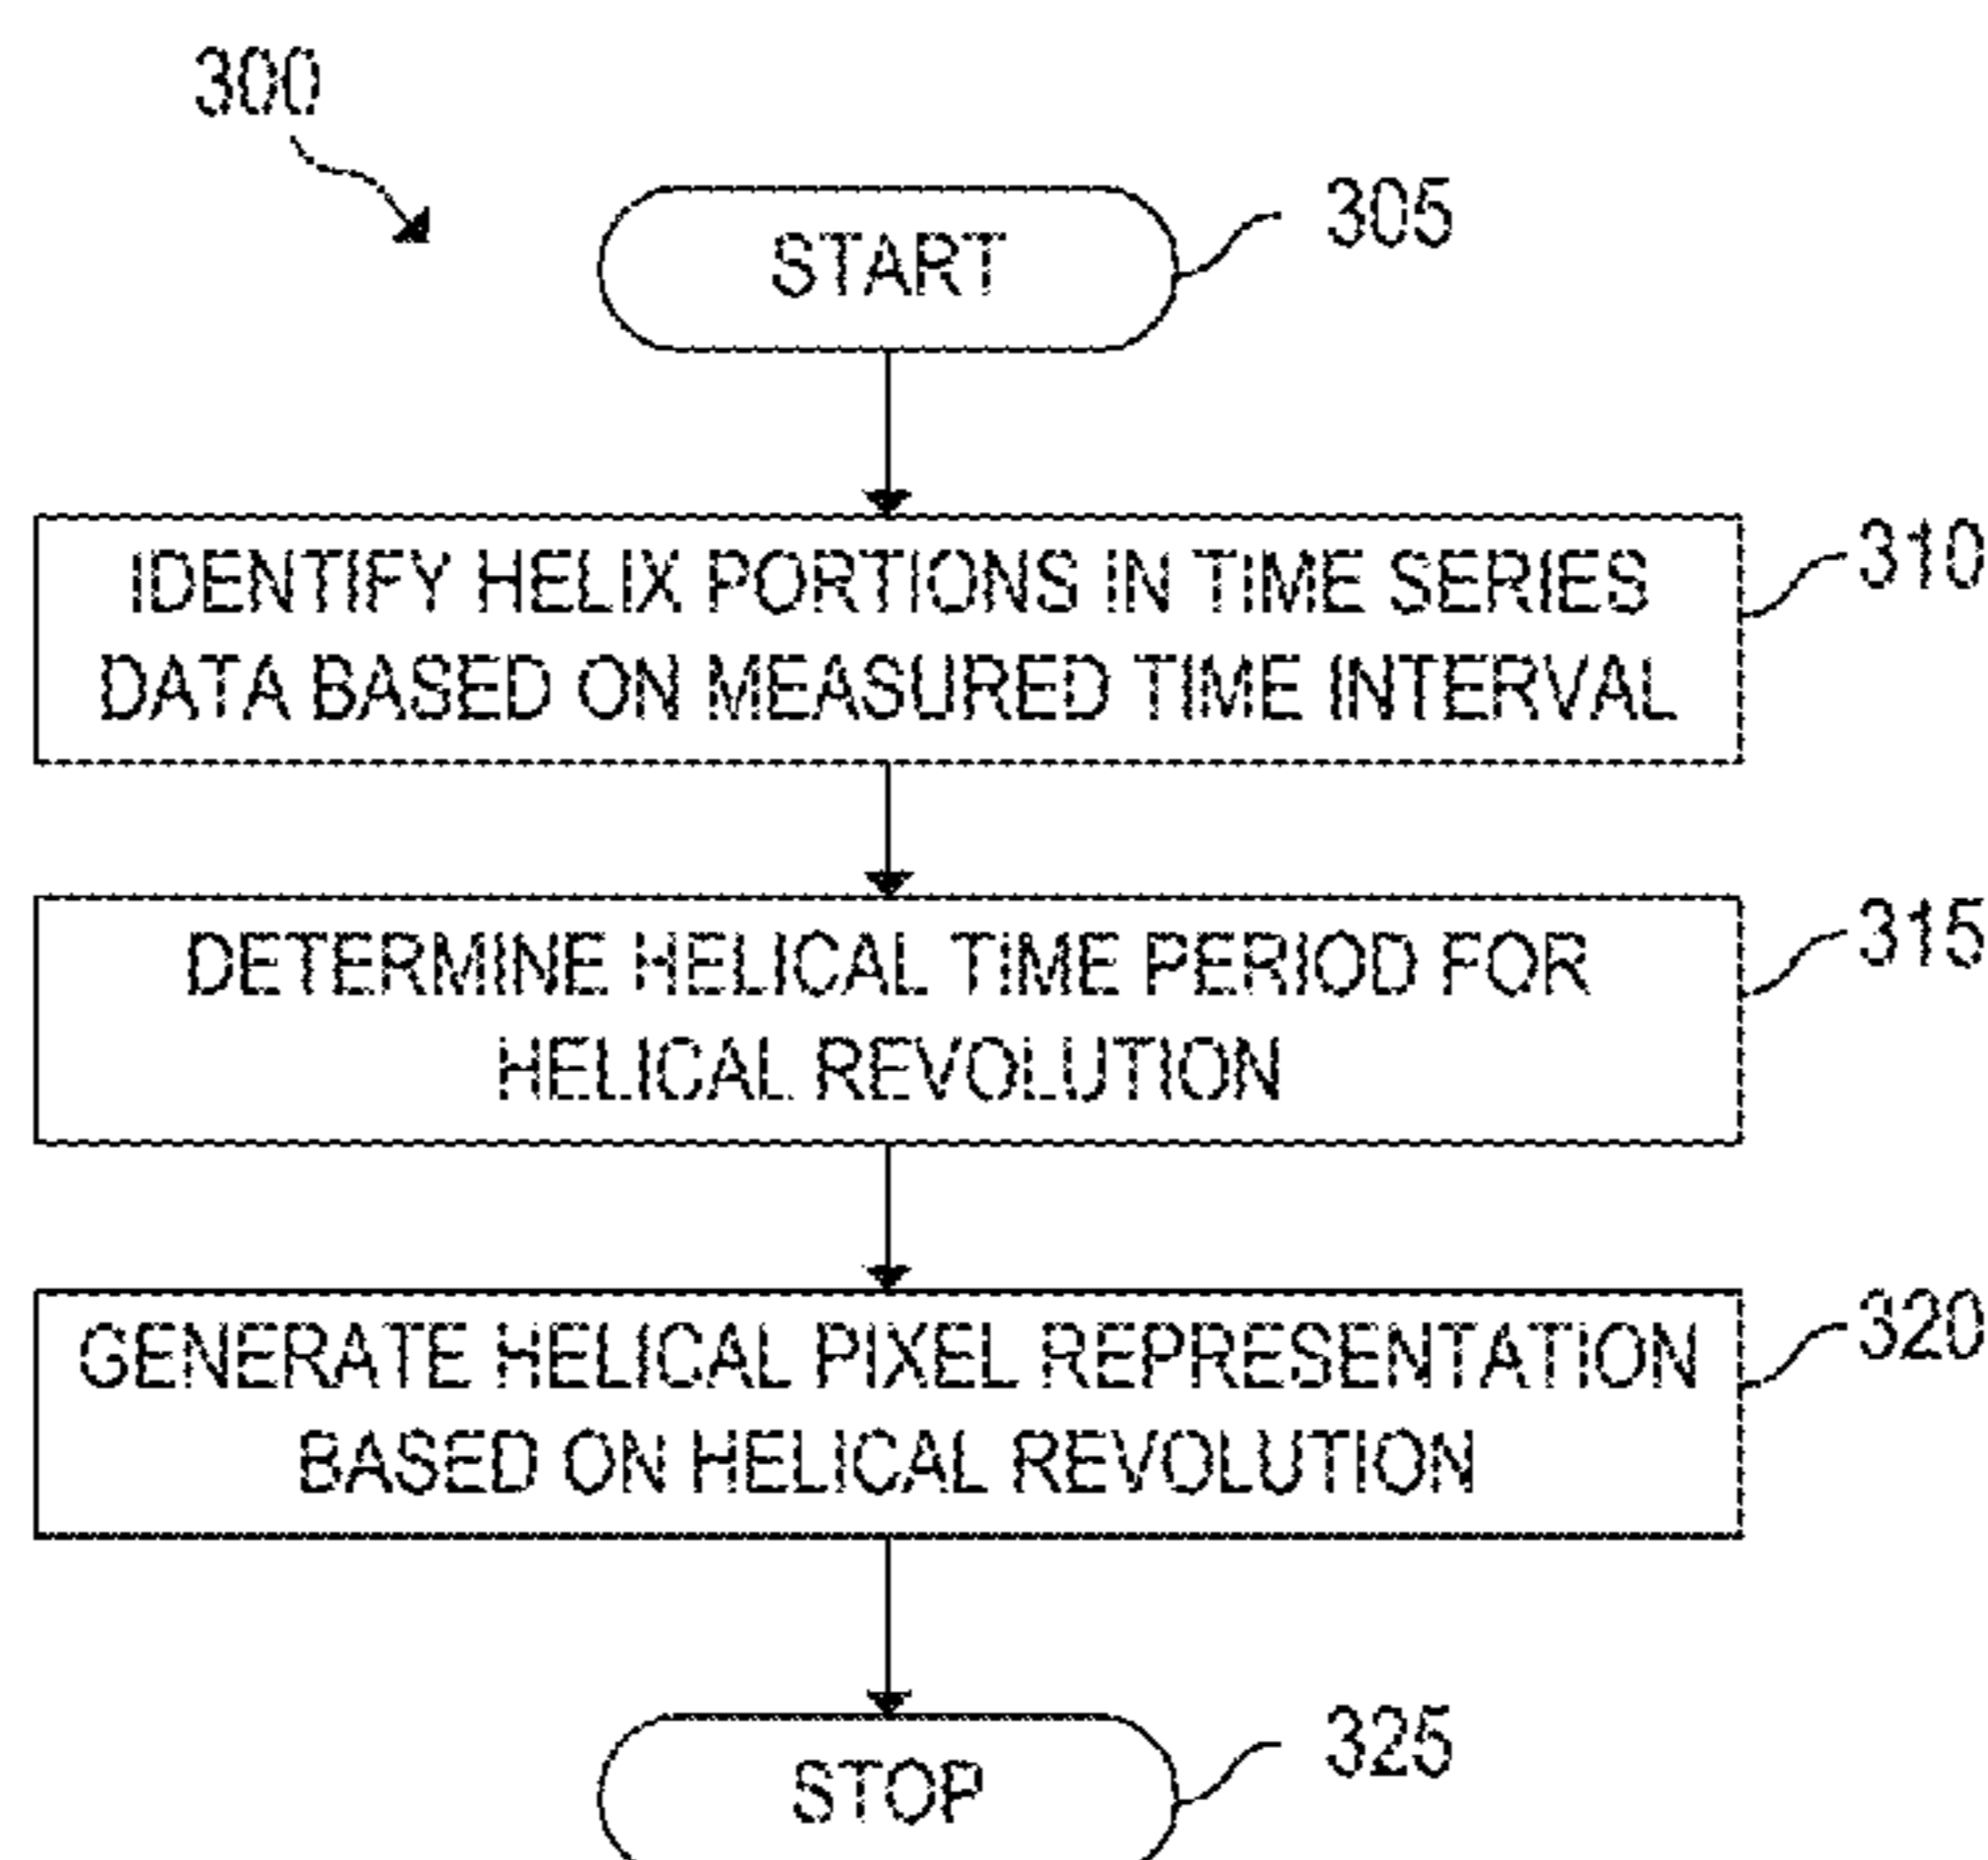 300
START
305
IDENTIFY HELIX PORTIONS IN TIME SERIES
DATA BASED ON MEASURED TIME INTERVAL
310
DETERMINE HELICAL TIME PERIOD FOR
HELICAL REVOLUTION
315
GENERATE HELICAL PIXEL REPRESENTATION
BASED ON HELICAL REVOLUTION
320
STOP
325